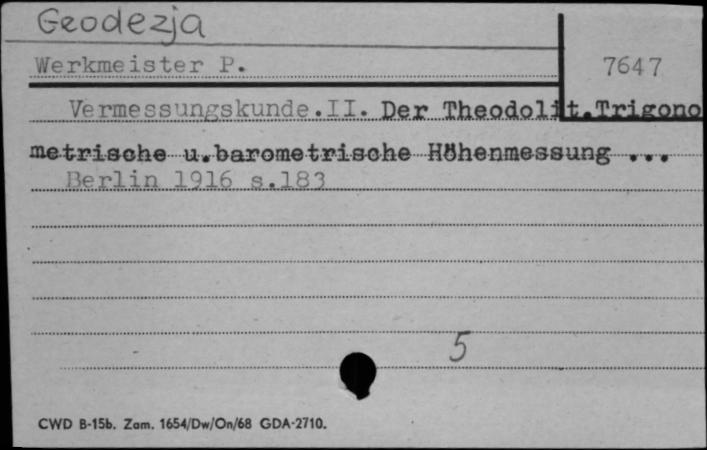 Geodezja
Werkmeister P.
7647
Vermessungskunde.II. Der Theodolit.Trigono
metrische u.barometrische Höhenmessung ...
Berlin 1916 s.183
5
CWD B-15b. Zam. 1654/Dw/On/68 GDA-2710.